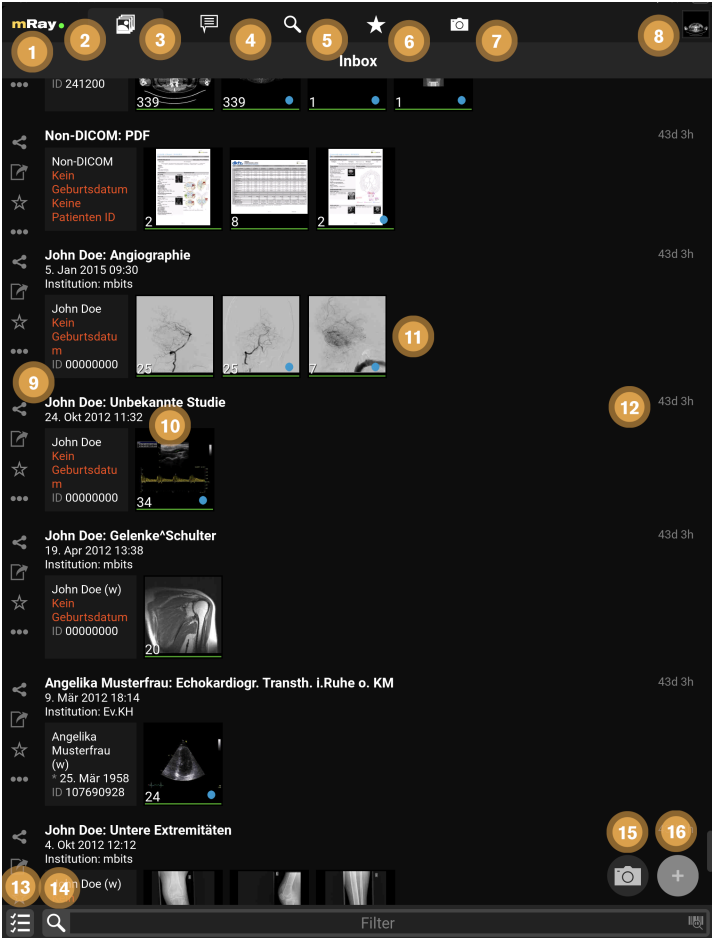 mRay
1
2
3
4
5
6
7
8
Inbox
ID 241200
339
339
1
1
Non-DICOM: PDF
43d 3h
Non-DICOM
Kein
Geburtsdatum
Keine
Patienten ID
2
8
2
John Doe: Angiographie
43d 3h
5. Jan 2015 09:30
Institution: mbits
John Doe
Kein
Geburtsdatu
m
ID 00000000
25
25
7
11
9
John Doe: Unbekannte Studie
12
43d 3h
24. Okt 2012 11:32
10
John Doe
Kein
Geburtsdatu
m
ID 00000000
34
John Doe: Gelenke^Schulter
43d 3h
19. Apr 2012 13:38
Institution: mbits
John Doe (w)
Kein
Geburtsdatum
ID 00000000
20
Angelika Musterfrau: Echokardiogr. Transth. i.Ruhe o. KM
43d 3h
9. Mär 2012 18:14
Institution: Ev.KH
Angelika
Musterfrau
(w)
* 25. Mär 1958
ID 107690928
24
John Doe: Untere Extremitäten
4. Okt 2012 12:12
Institution: mbits
15
16
13
14
Doe (w)
Filter